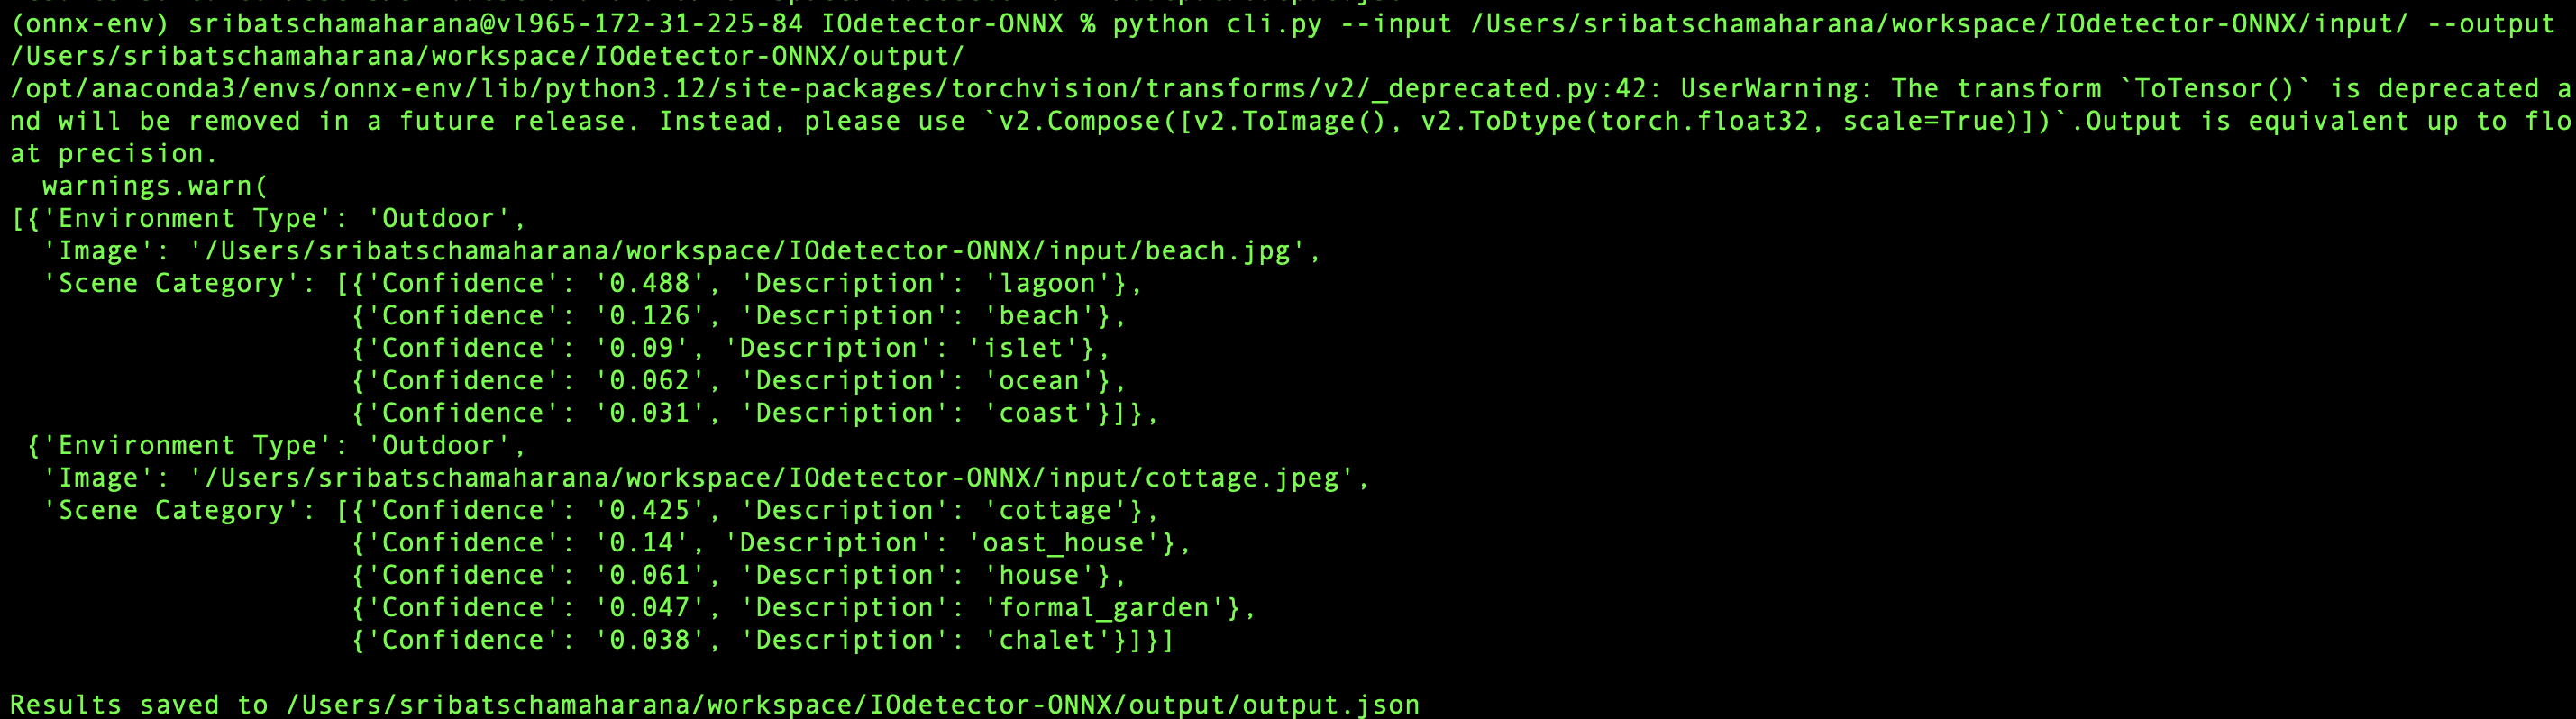 (onnx-env) sribatschamaharana@vl965-172-31-225-84 IOdetector-ONNX % python cli.py --input /Users/sribatschamaharana/workspace/IOdetector-ONNX/input/ --output
/Users/sribatschamaharana/workspace/IOdetector-ONNX/output/
/opt/anaconda3/envs/onnx-env/lib/python3.12/site-packages/torchvision/transforms/v2/_deprecated.py:42: UserWarning: The transform `ToTensor()` is deprecated a
nd will be removed in a future release. Instead, please use `v2.Compose([v2.ToImage(), v2.ToDtype(torch.float32, scale=True)])`.Output is equivalent up to flo
at precision.
  warnings.warn(
[{'Environment Type': 'Outdoor',
  'Image': '/Users/sribatschamaharana/workspace/IOdetector-ONNX/input/beach.jpg',
  'Scene Category': [{'Confidence': '0.488', 'Description': 'lagoon'},
                     {'Confidence': '0.126', 'Description': 'beach'},
                     {'Confidence': '0.09', 'Description': 'islet'},
                     {'Confidence': '0.062', 'Description': 'ocean'},
                     {'Confidence': '0.031', 'Description': 'coast'}]},
 {'Environment Type': 'Outdoor',
  'Image': '/Users/sribatschamaharana/workspace/IOdetector-ONNX/input/cottage.jpeg',
  'Scene Category': [{'Confidence': '0.425', 'Description': 'cottage'},
                     {'Confidence': '0.14', 'Description': 'oast_house'},
                     {'Confidence': '0.061', 'Description': 'house'},
                     {'Confidence': '0.047', 'Description': 'formal_garden'},
                     {'Confidence': '0.038', 'Description': 'chalet'}]}]
Results saved to /Users/sribatschamaharana/workspace/IOdetector-ONNX/output/output.json